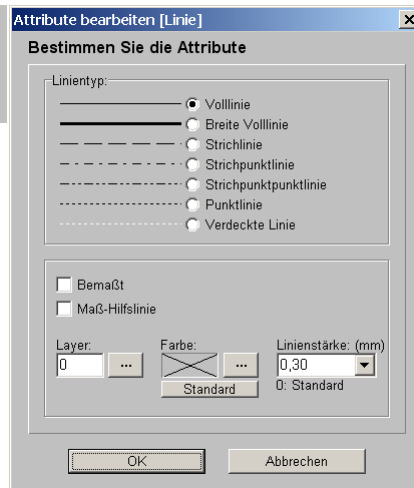 Attribute bearbeiten [Linie]
Bestimmen Sie die Attribute
Linientyp:
Volllinie
Breite Volllinie
Strichlinie
Strichpunktlinie
Strichpunktpunktlinie
Punktlinie
Verdeckte Linie
Bemaßt
Maß-Hilfslinie
Layer: Farbe: Linienstärke: (mm)
0 ... ... 0,30
Standard 0: Standard
OK Abbrechen